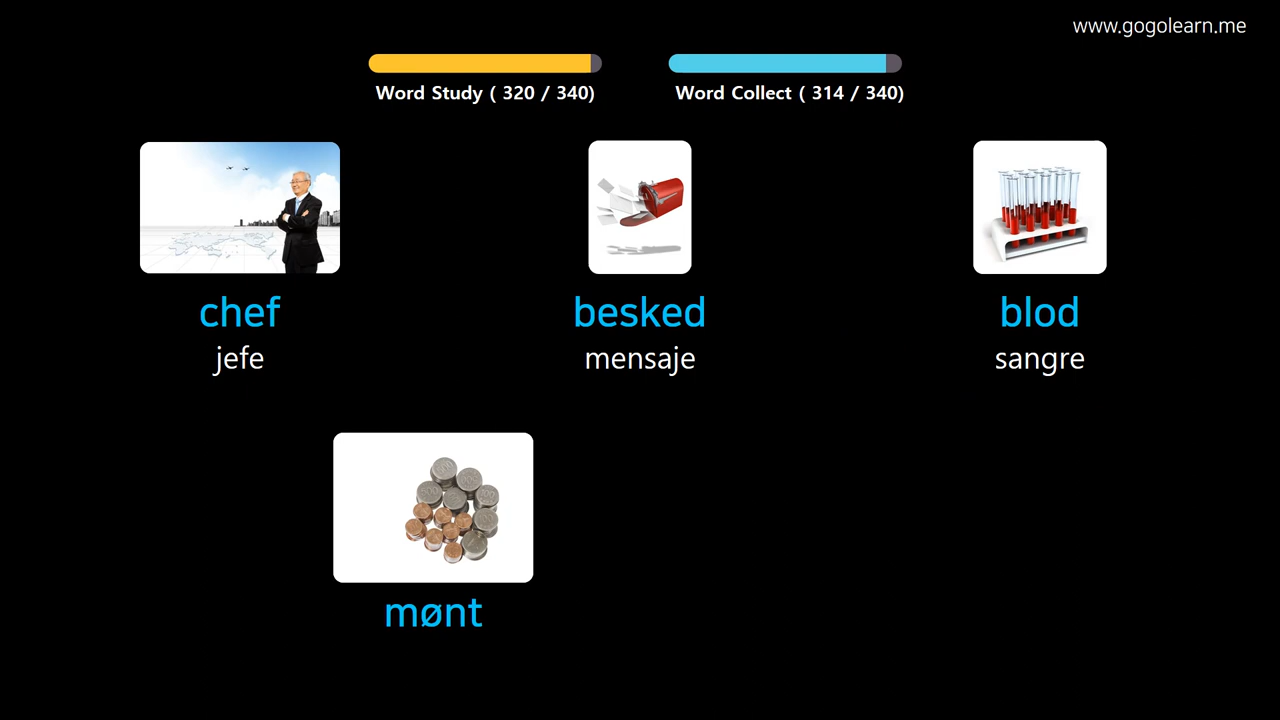 www.gogolearn.me
Word Study ( 320 / 340)
Word Collect ( 314 / 340)
chef
jefe
besked
mensaje
blod
sangre
mønt